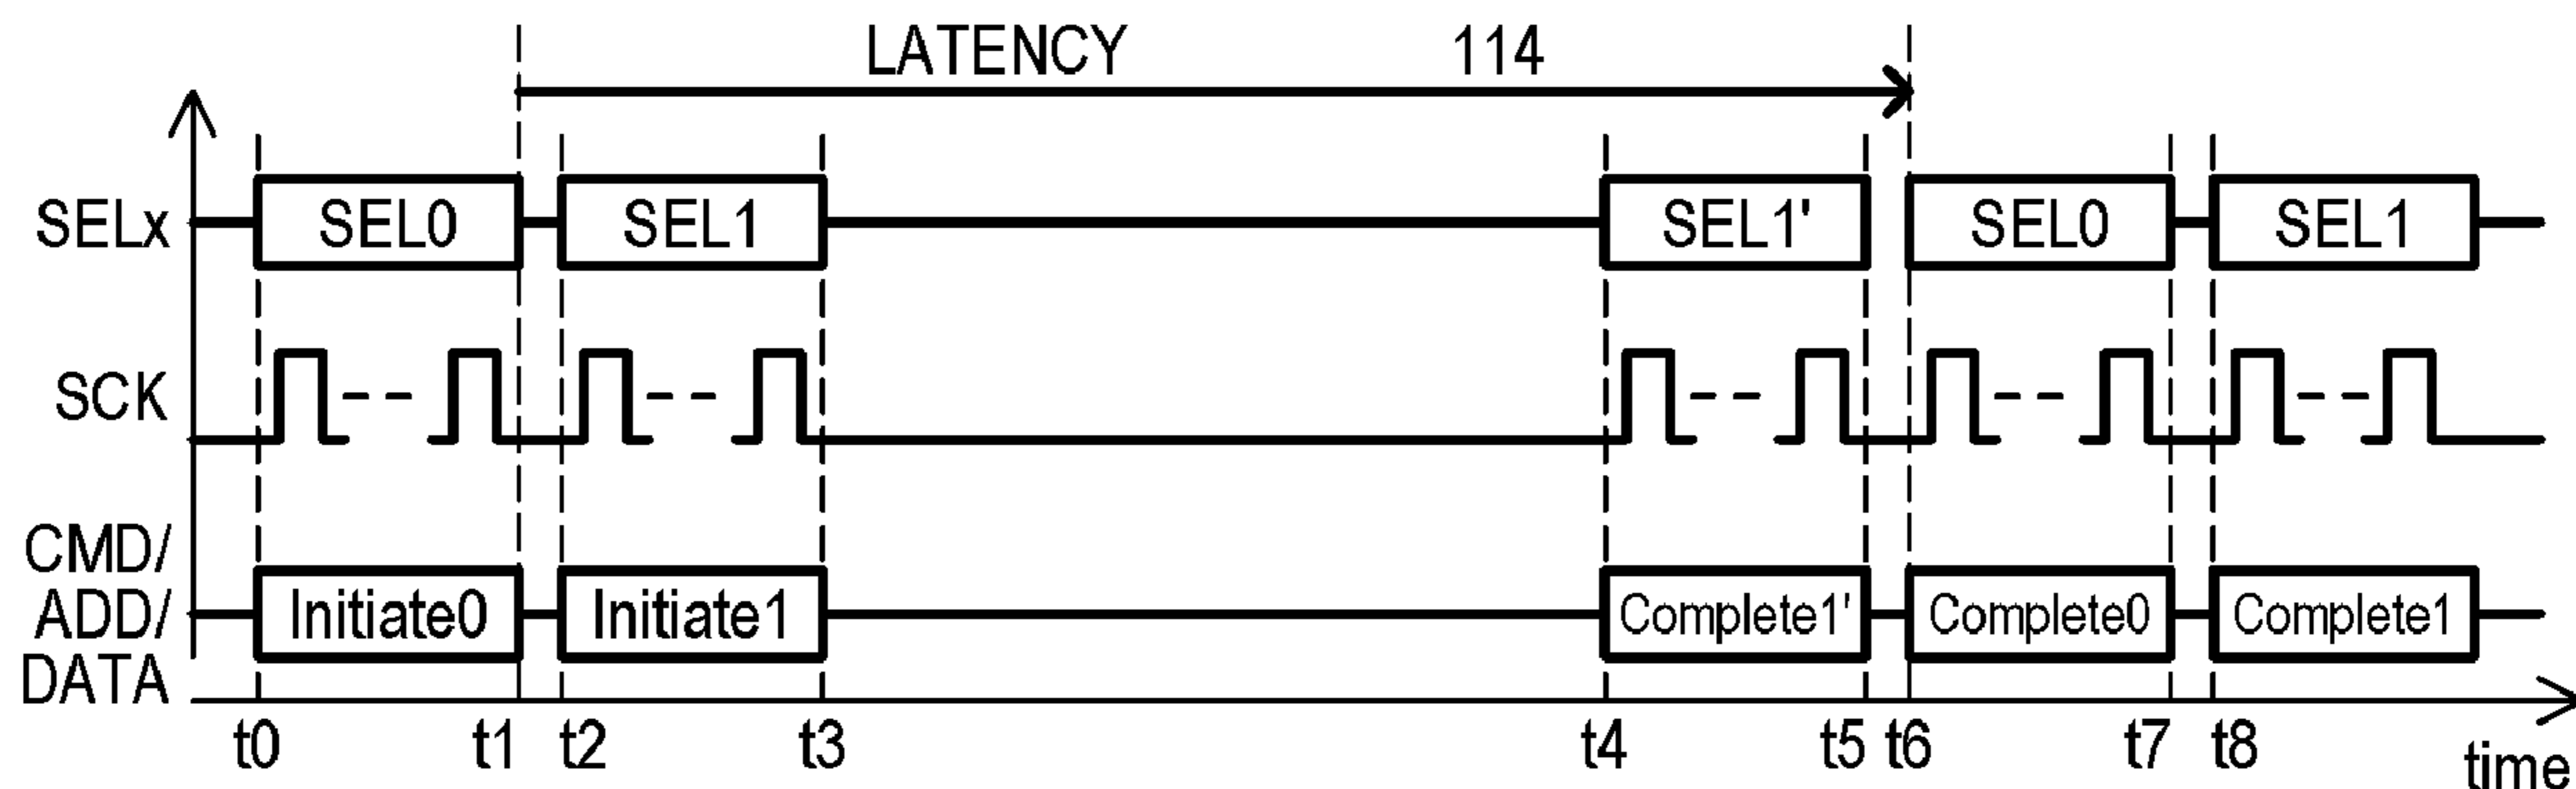 LATENCY 114
SELx SEL0 SEL1 SEL1' SEL0 SEL1
SCK
CMD/
ADD/ Initiate0 Initiate1 Complete1' Complete0 Complete1
DATA
t0 t1 t2 t3 t4 t5 t6 t7 t8
time